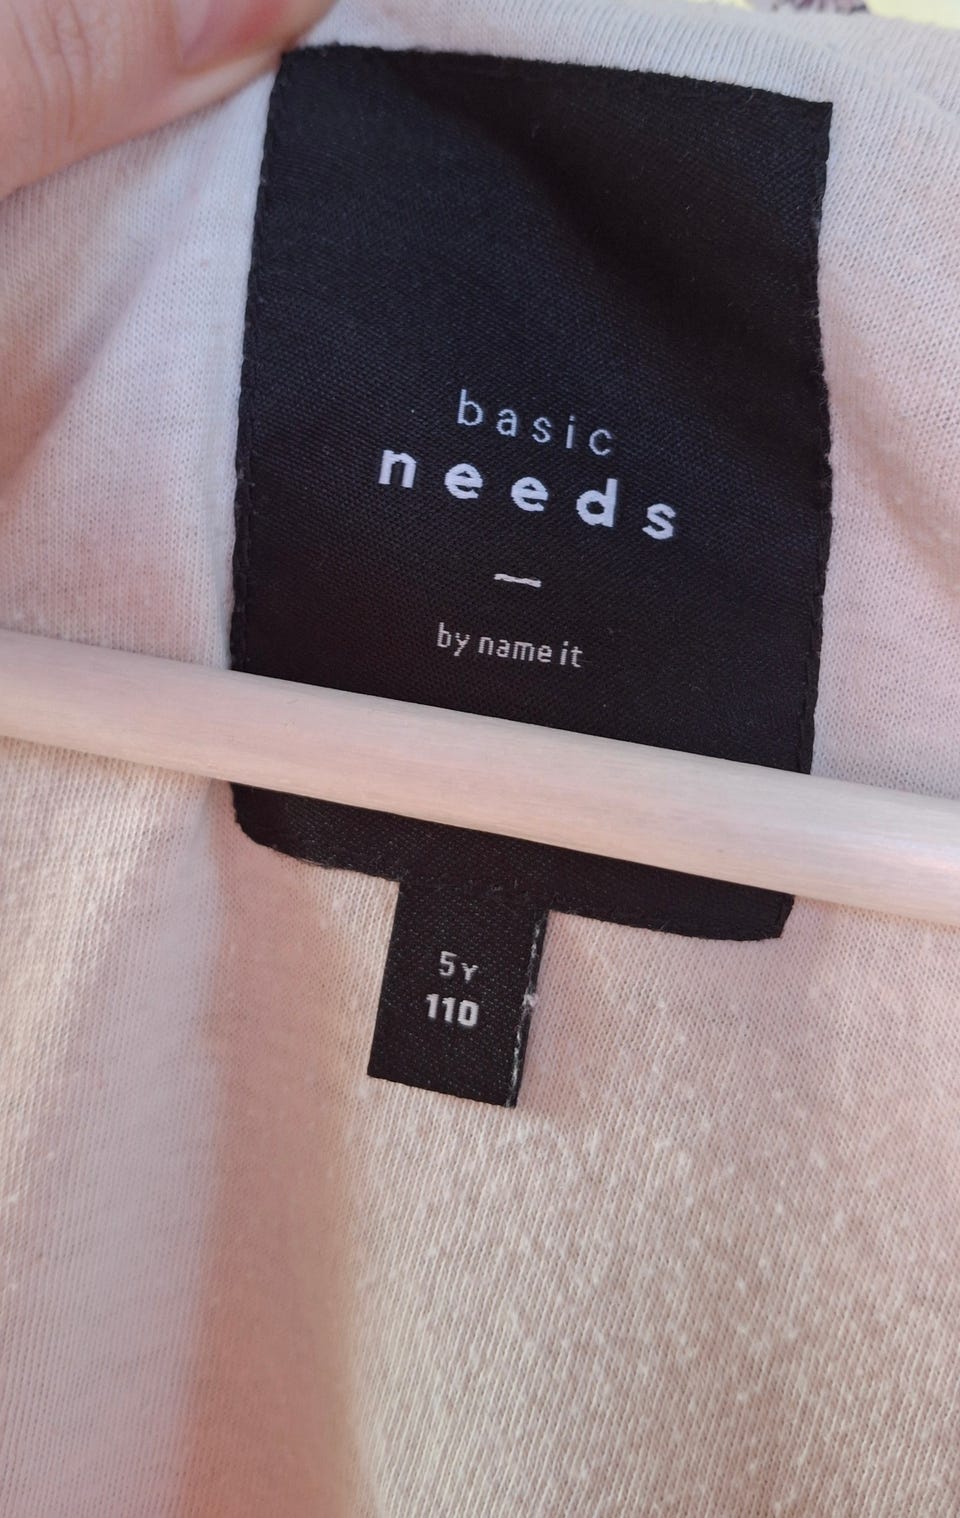 basic
needs
—
by name it
5Y
110